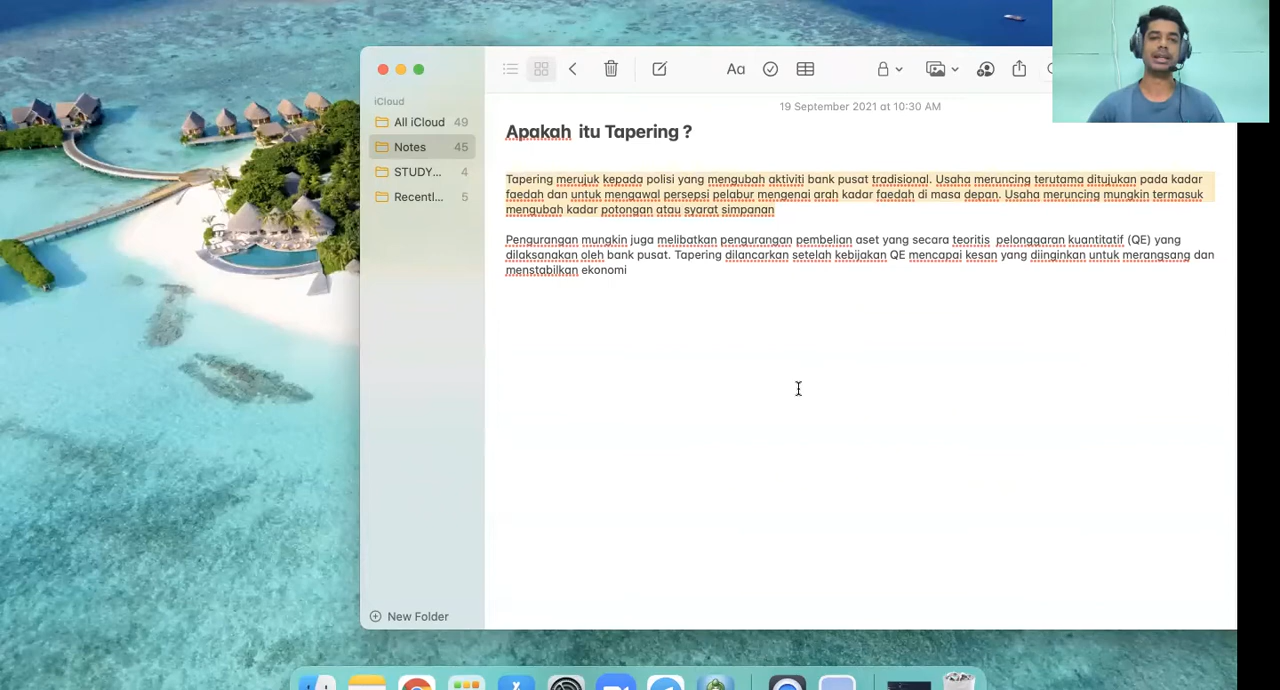 19 September 2021 at 10:30 AM
iCloud
All iCloud 49
Notes 45
STUDY... 4
Recentl... 5
Apakah itu Tapering ?
Tapering merujuk kepada polisi yang mengubah aktiviti bank pusat tradisional. Usaha meruncing terutama ditujukan pada kadar
faedah dan untuk mengawal persepsi pelabur mengenai arah kadar faedah di masa depan. Usaha meruncing mungkin termasuk
mengubah kadar potongan atau syarat simpanan
Pengurangan mungkin juga melibatkan pengurangan pembelian aset yang secara teoritis pelonggaran kuantitatif (QE) yang
dilaksanakan oleh bank pusat. Tapering dilancarkan setelah kebijakan QE mencapai kesan yang diinginkan untuk merangsang dan
menstabilkan ekonomi
New Folder
Aa